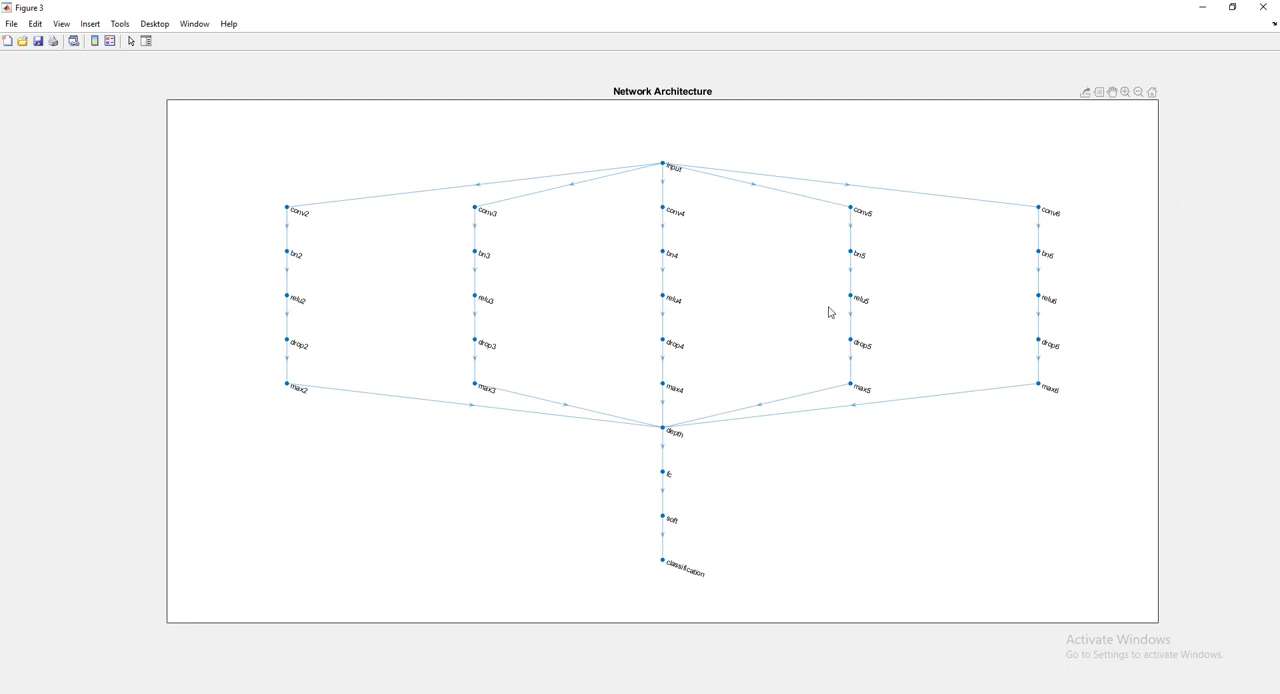 Figure 3
File Edit View Insert Tools Desktop Window Help
Network Architecture
input
conv2 conv3 conv4 conv5 conv6
bn2 bn3 bn4 bn5 bn6
relu2 relu3 relu4 relu5 relu6
drop2 drop3 drop4 drop5 drop6
max2 max3 max4 max5 max6
depth
fc
soft
classification
Activate Windows
Go to Settings to activate Windows.